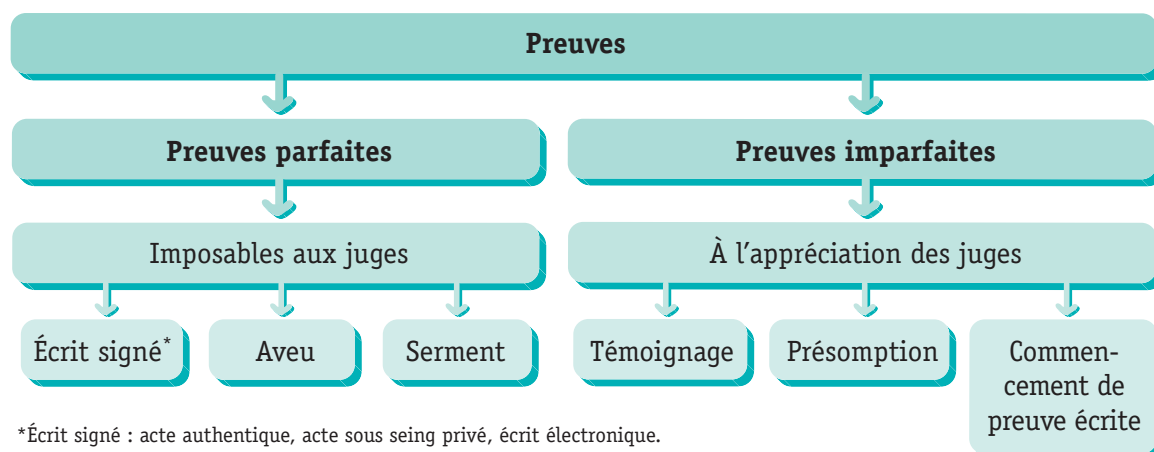 Preuves
Preuves parfaites
Preuves imparfaites
Imposables aux juges
À l'appréciation des juges
Écrit signé*
Aveu
Serment
Témoignage
Présomption
Commen-
cement de
preuve écrite
*Écrit signé : acte authentique, acte sous seing privé, écrit électronique.